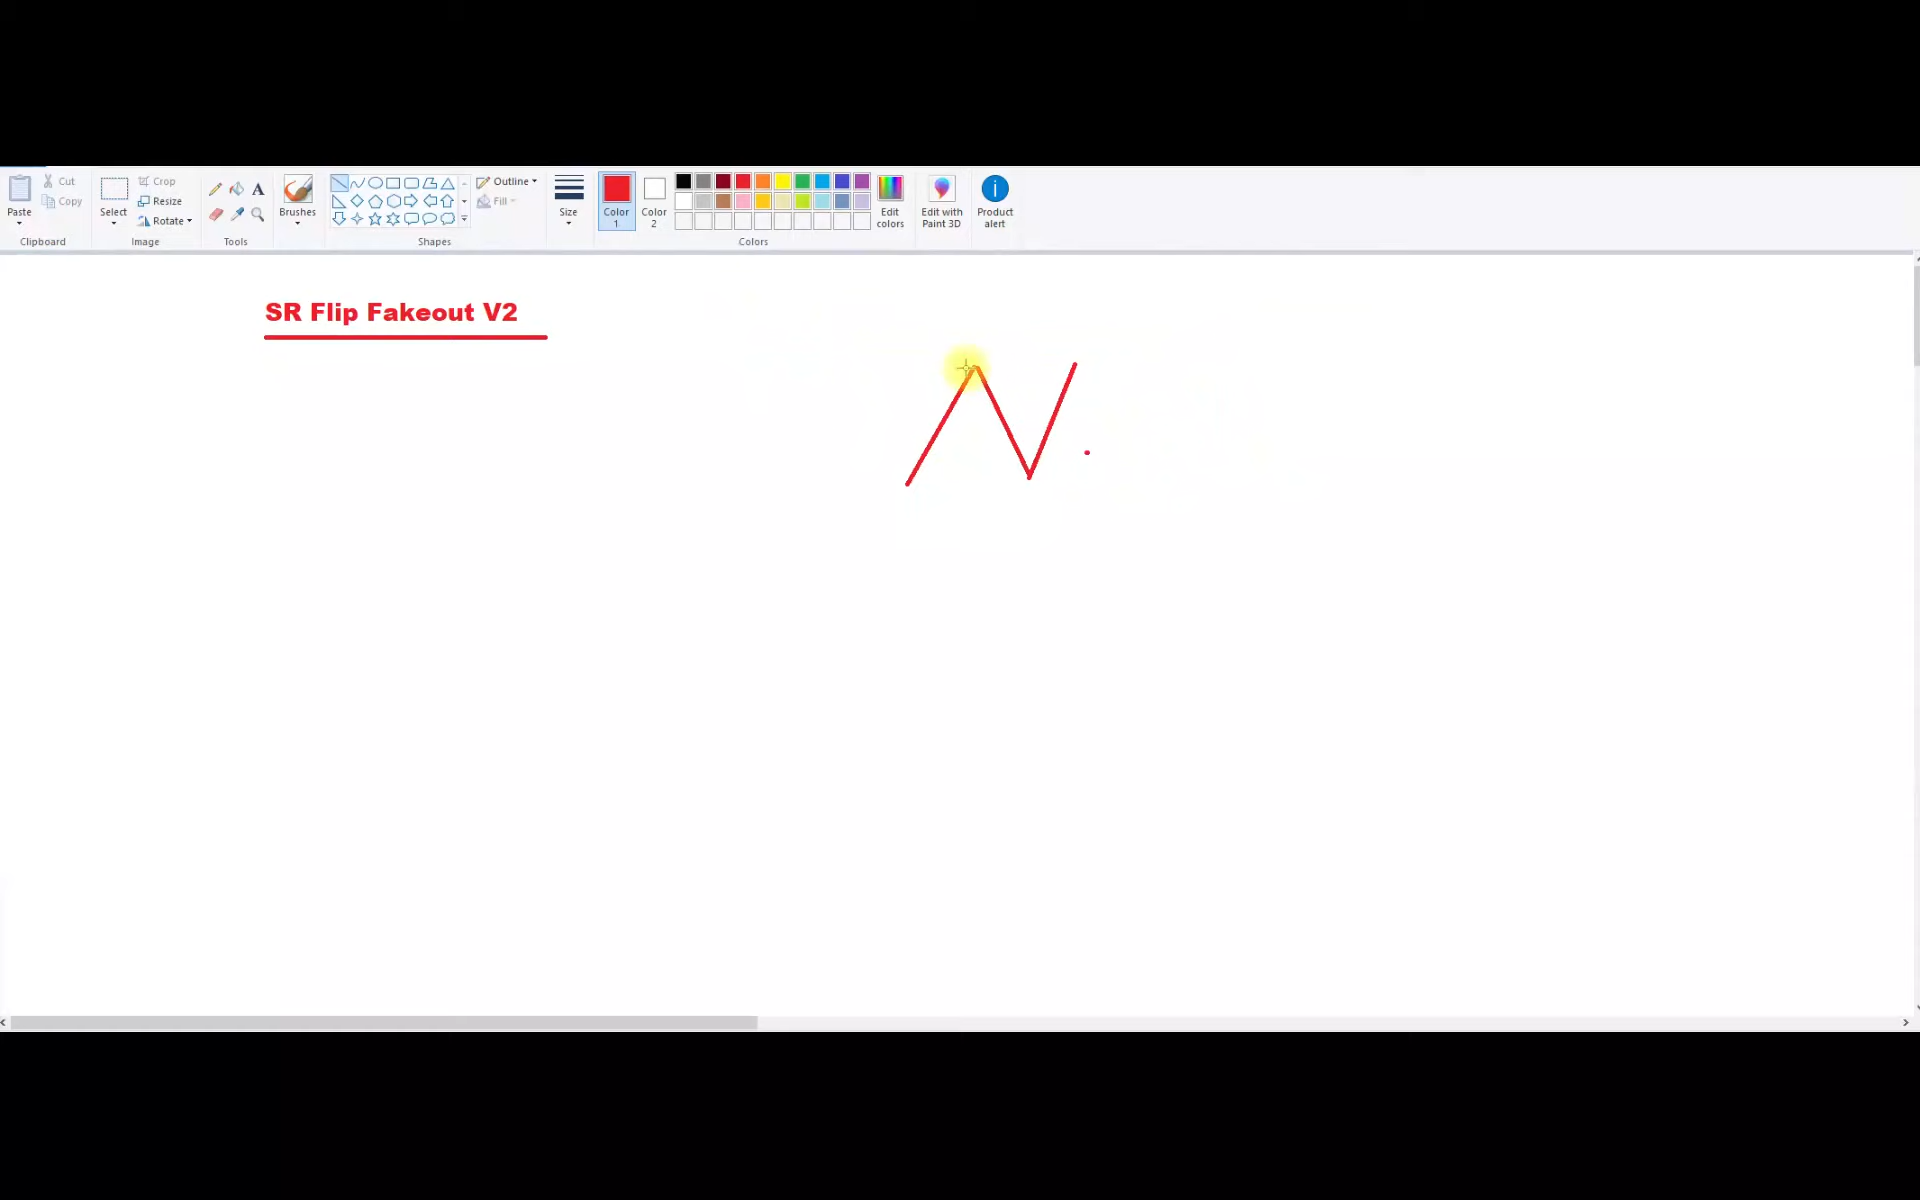 Paste
Cut
Copy
Clipboard
Select
Crop
Resize
Rotate
Image
A
Tools
Brushes
Shapes
Outline
Fill
Size
Color
1
Color
2
Colors
Edit
colors
Edit with
Paint 3D
Product
alert
SR Flip Fakeout V2